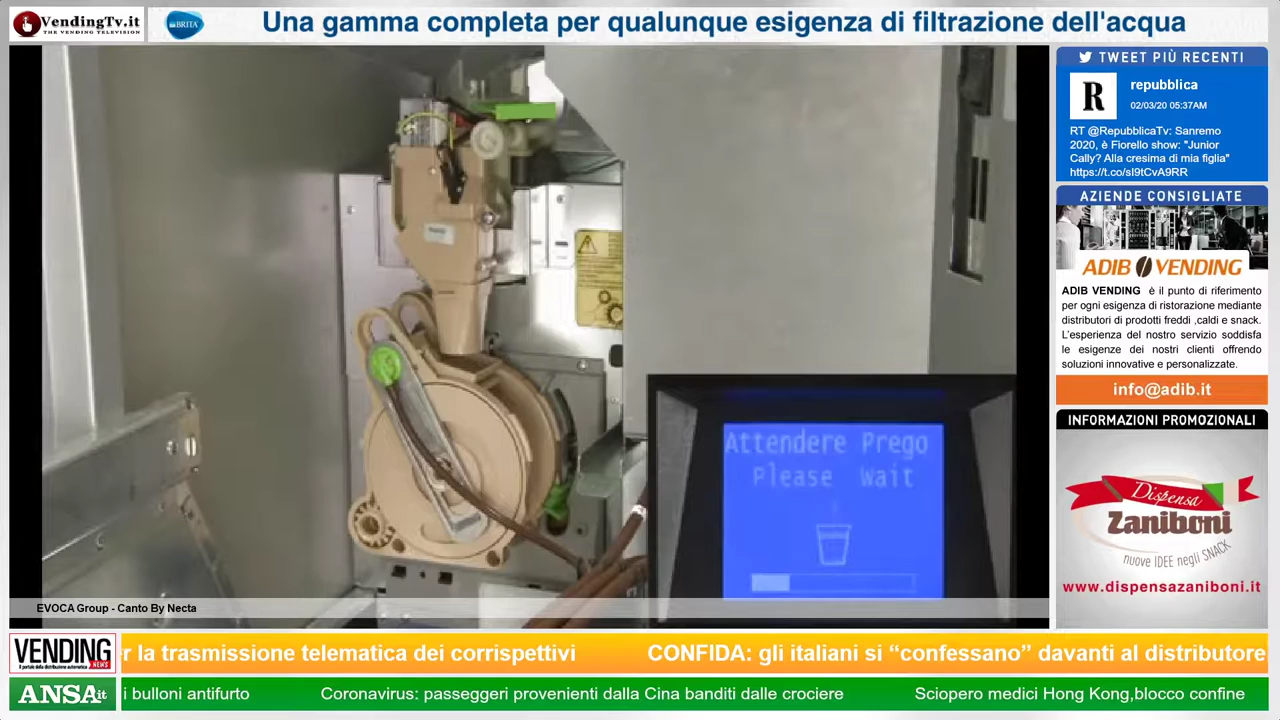 VendingTv.it
THE VENDING TELEVISION
BRITA
Una gamma completa per qualunque esigenza di filtrazione dell'acqua
TWEET PIÙ RECENTI
R
repubblica
02/03/20 05:37AM
RT @RepubblicaTv: Sanremo
2020, è Fiorello show: "Junior
Cally? Alla cresima di mia figlia"
https://t.co/sI9tCvA9RR
AZIENDE CONSIGLIATE
ADIB VENDING
ADIB VENDING è il punto di riferimento
per ogni esigenza di ristorazione mediante
distributori di prodotti freddi ,caldi e snack.
L'esperienza del nostro servizio soddisfa
le esigenze dei nostri clienti offrendo
soluzioni innovative e personalizzate.
info@adib.it
INFORMAZIONI PROMOZIONALI
Dispensa
Zaniboni
nuove IDEE negli SNACK
www.dispensazaniboni.it
Attendere Prego
Please Wait
EVOCA Group - Canto By Necta
VENDING
NEWS
Il portale della distribuzione automatica
r la trasmissione telematica dei corrispettivi CONFIDA: gli italiani si “confessano” davanti al distributore
ANSA.it
i bulloni antifurto Coronavirus: passeggeri provenienti dalla Cina banditi dalle crociere Sciopero medici Hong Kong,blocco confine